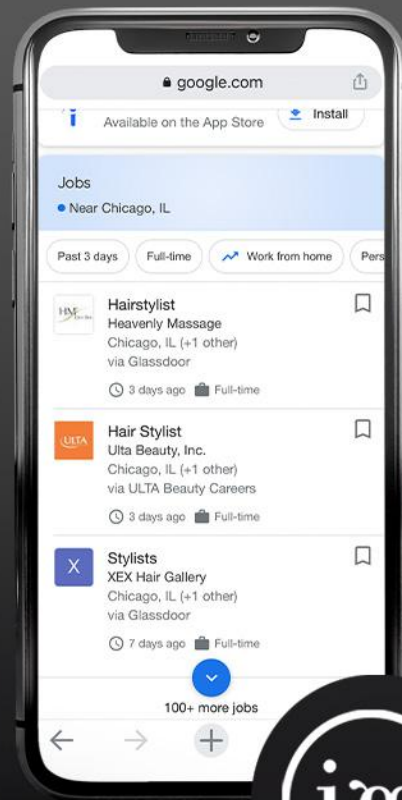 google.com
Available on the App Store
Install
Jobs
Near Chicago, IL
Past 3 days
Full-time
Work from home
Pers
Hairstylist
Heavenly Massage
Chicago, IL (+1 other)
via Glassdoor
3 days ago Full-time
ULTA
Hair Stylist
Ulta Beauty, Inc.
Chicago, IL (+1 other)
via ULTA Beauty Careers
3 days ago Full-time
X
Stylists
XEX Hair Gallery
Chicago, IL (+1 other)
via Glassdoor
7 days ago Full-time
100+ more jobs